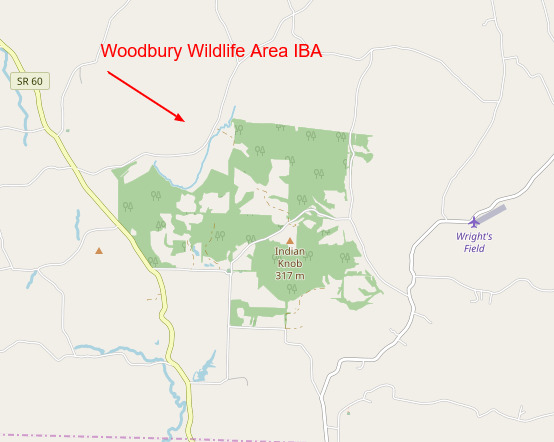 Woodbury Wildlife Area IBA
SR 60
Wright's
Field
Indian
Knob
317 m